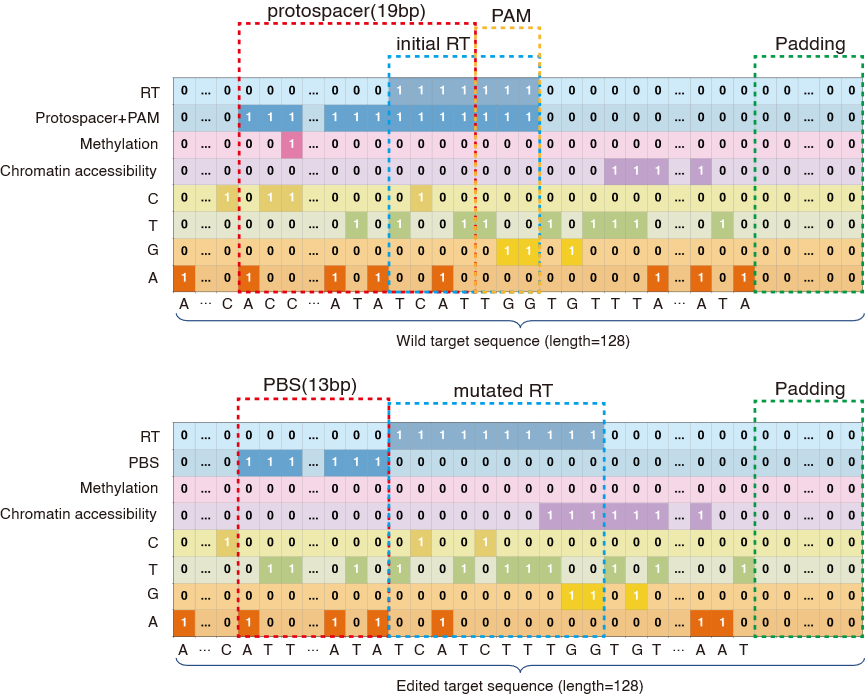 protospacer(19bp)
PAM
initial RT
Padding
RT 0 ... 0 0 0 0 ... 0 0 0 1 1 1 1 1 1 1 0 0 0 0 0 0 ... 0 0 0 0 0 ... 0 0
Protospacer+PAM 0 ... 0 1 1 1 ... 1 1 1 1 1 1 1 1 1 1 0 0 0 0 0 0 ... 0 0 0 0 0 ... 0 0
Methylation 0 ... 0 0 0 1 ... 0 0 0 0 0 0 0 0 0 0 0 0 0 0 0 0 ... 0 0 0 0 0 ... 0 0
Chromatin accessibility 0 ... 0 0 0 0 ... 0 0 0 0 0 0 0 0 0 0 0 0 0 1 1 1 ... 1 0 0 0 0 ... 0 0
C 0 ... 1 0 1 1 ... 0 0 0 0 1 0 0 0 0 0 0 0 0 0 0 0 ... 0 0 0 0 0 ... 0 0
T 0 ... 0 0 0 0 ... 0 1 0 1 0 0 1 1 0 0 1 0 1 1 1 0 ... 0 1 0 0 0 ... 0 0
G 0 ... 0 0 0 0 ... 0 0 0 0 0 0 0 0 1 1 0 1 0 0 0 0 ... 0 0 0 0 0 ... 0 0
A 1 ... 0 1 0 0 ... 1 0 1 0 0 1 0 0 0 0 0 0 0 0 0 1 ... 1 0 1 0 0 ... 0 0
A ... C A C C ... A T A T C A T T G G T G T T T A ... A T A
Wild target sequence (length=128)
PBS(13bp)
mutated RT
Padding
RT 0 ... 0 0 0 0 ... 0 0 0 1 1 1 1 1 1 1 1 1 1 0 0 0 ... 0 0 0 0 0 ... 0 0
PBS 0 ... 0 1 1 1 ... 1 1 1 0 0 0 0 0 0 0 0 0 0 0 0 0 ... 0 0 0 0 0 ... 0 0
Methylation 0 ... 0 0 0 0 ... 0 0 0 0 0 0 0 0 0 0 0 0 0 0 0 0 ... 0 0 0 0 0 ... 0 0
Chromatin accessibility 0 ... 0 0 0 0 ... 0 0 0 0 0 0 0 0 0 0 1 1 1 1 1 1 ... 1 0 0 0 0 ... 0 0
C 0 ... 1 0 0 0 ... 0 0 0 0 1 0 0 1 0 0 0 0 0 0 0 0 ... 0 0 0 0 0 ... 0 0
T 0 ... 0 0 1 1 ... 0 1 0 1 0 0 1 0 1 1 1 0 0 1 0 1 ... 0 0 1 0 0 ... 0 0
G 0 ... 0 0 0 0 ... 0 0 0 0 0 0 0 0 0 0 0 1 1 0 1 0 ... 0 0 0 0 0 ... 0 0
A 1 ... 0 1 0 0 ... 1 0 1 0 0 1 0 0 0 0 0 0 0 0 0 0 ... 1 1 0 0 0 ... 0 0
A ... C A T T ... A T A T C A T C T T T G G T G T ... A A T
Edited target sequence (length=128)